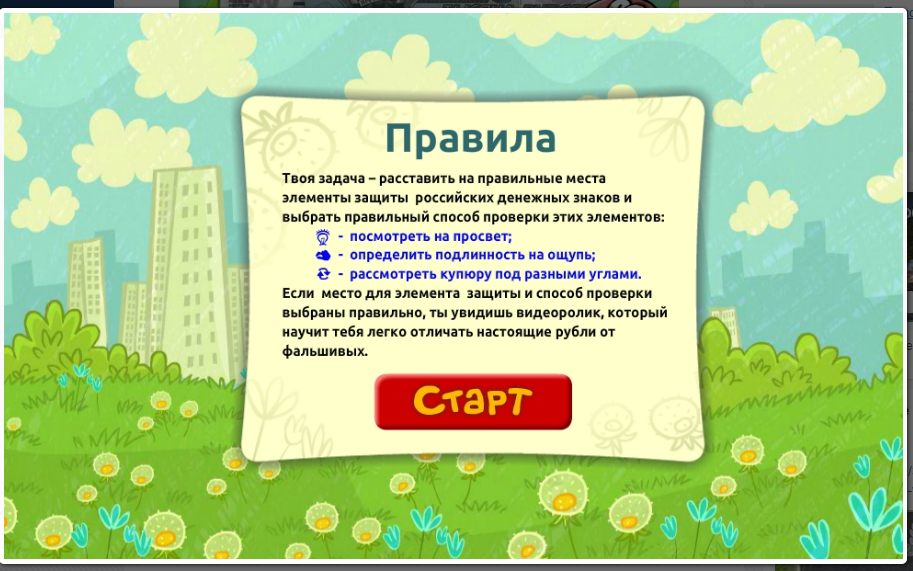 Правила
Твоя задача – расставить на правильные места
элементы защиты российских денежных знаков и
выбрать правильный способ проверки этих элементов:
- посмотреть на просвет;
- определить подлинность на ощупь;
- рассмотреть купюру под разными углами.
Если место для элемента защиты и способ проверки
выбраны правильно, ты увидишь видеоролик, который
научит тебя легко отличать настоящие рубли от
фальшивых.
Старт